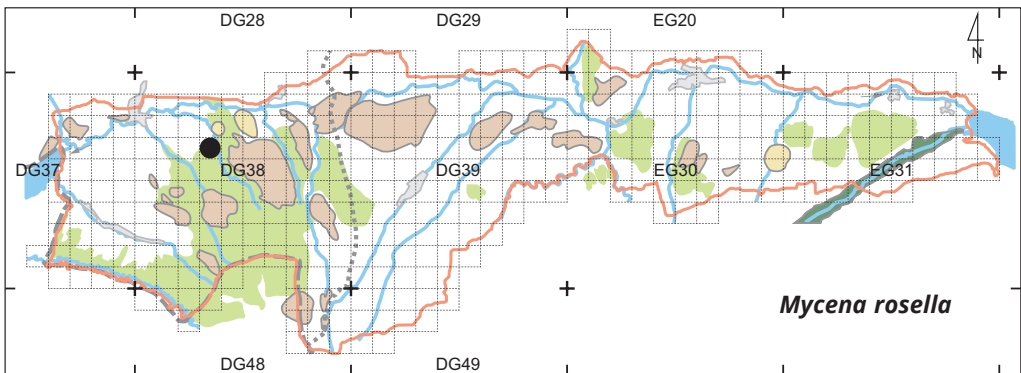 DG28 DG29 EG20
N
DG37 DG38 DG39 EG30 EG31
Mycena rosella
DG48 DG49